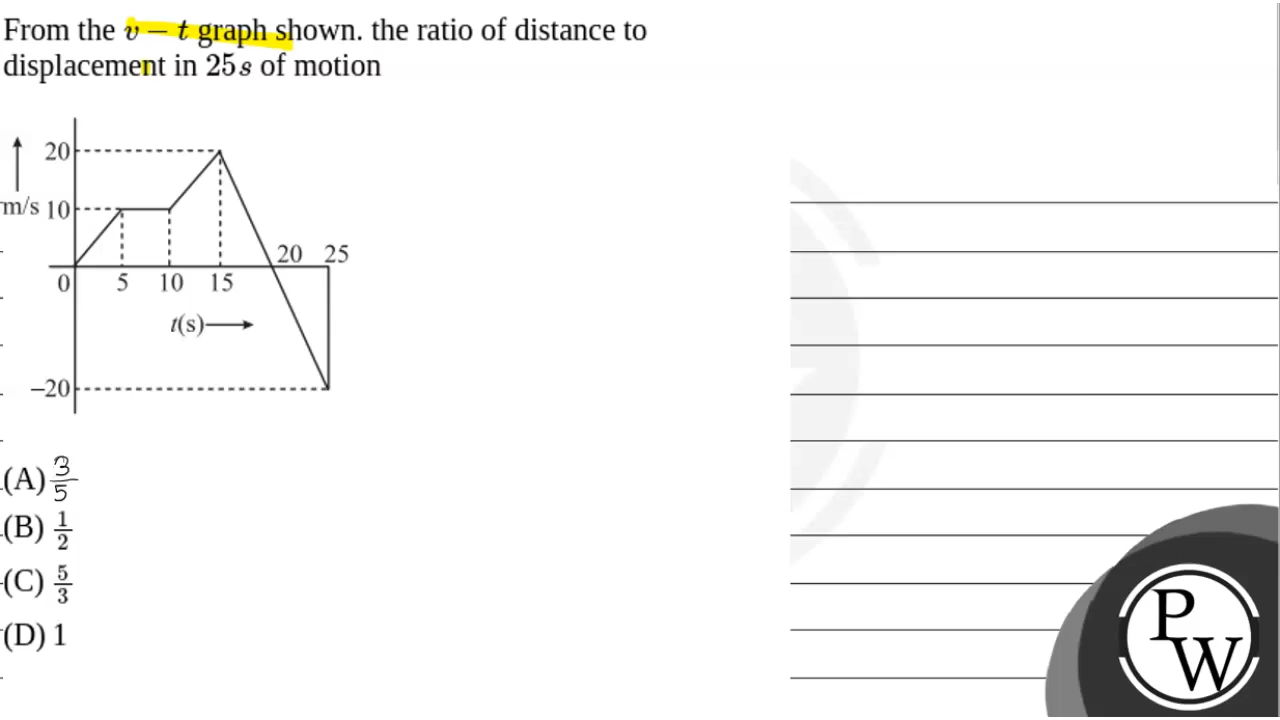 From the v − t graph shown. the ratio of distance to
displacement in 25 s of motion
20
m/s 10
20 25
0 5 10 15
t(s)
−20
(A) 3/5
(B) 1/2
(C) 5/3
(D) 1
P
W